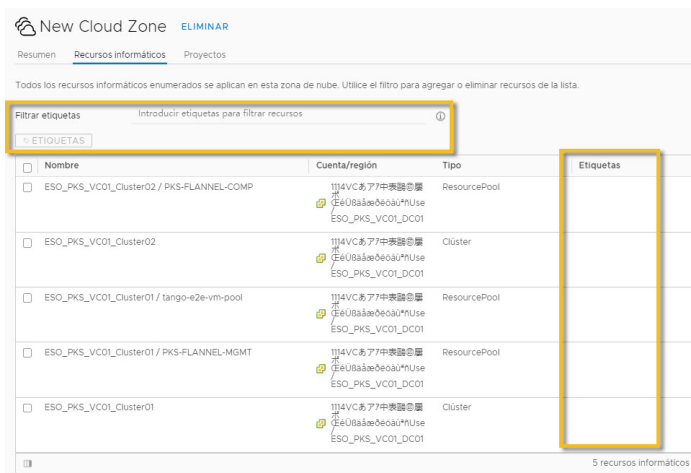 New Cloud Zone ELIMINAR
Resumen Recursos informáticos Proyectos
Todos los recursos informáticos enumerados se aplican en esta zona de nube. Utilice el filtro para agregar o eliminar recursos de la lista.
Filtrar etiquetas Introducir etiquetas para filtrar recursos
ETIQUETAS
Nombre Cuenta/región Tipo Etiquetas
ESO_PKS_VC01_Cluster02 / PKS-FLANNEL-COMP ResourcePool
ESO_PKS_VC01_DC01
ESO_PKS_VC01_Cluster02 Clúster
ESO_PKS_VC01_DC01
ESO_PKS_VC01_Cluster01 / tango-e2e-vm-pool ResourcePool
ESO_PKS_VC01_DC01
ESO_PKS_VC01_Cluster01 / PKS-FLANNEL-MGMT ResourcePool
ESO_PKS_VC01_DC01
ESO_PKS_VC01_Cluster01 Clúster
ESO_PKS_VC01_DC01
5 recursos informáticos